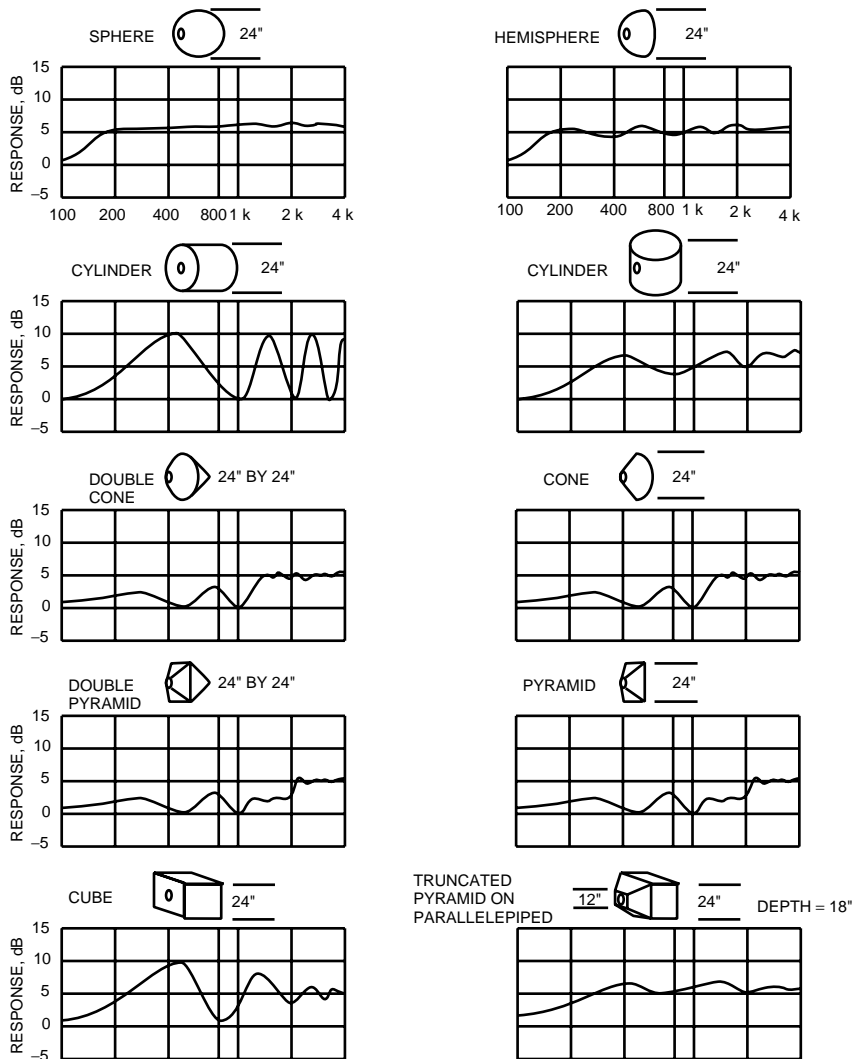 SPHERE 24"
HEMISPHERE 24"
RESPONSE, dB
15
10
5
0
–5
100 200 400 800 1 k 2 k 4 k
100 200 400 800 1 k 2 k 4 k
CYLINDER 24"
CYLINDER 24"
RESPONSE, dB
15
10
5
0
–5
DOUBLE
CONE
24" BY 24"
CONE 24"
RESPONSE, dB
15
10
5
0
–5
DOUBLE
PYRAMID
24" BY 24"
PYRAMID 24"
RESPONSE, dB
15
10
5
0
–5
CUBE 24"
TRUNCATED
PYRAMID ON
PARALLELEPIPED
12" 24" DEPTH = 18"
RESPONSE, dB
15
10
5
0
–5